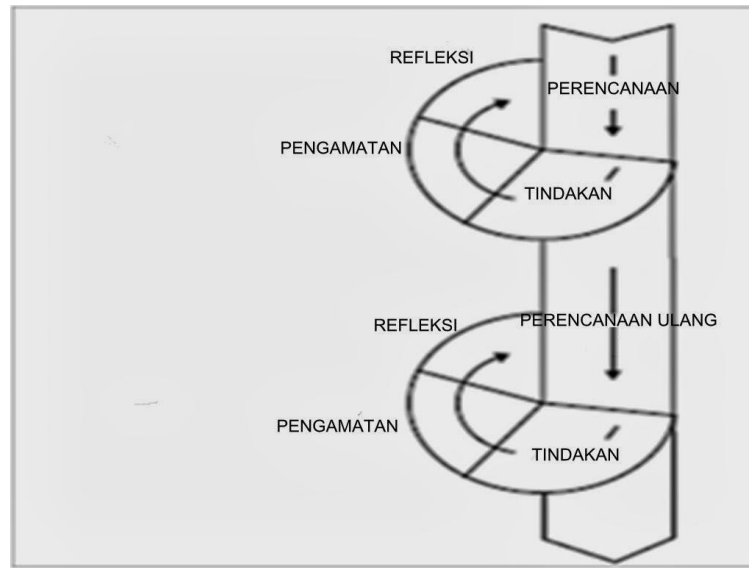 REFLEKSI
PERENCANAAN
PENGAMATAN
TINDAKAN
REFLEKSI
PERENCANAAN ULANG
PENGAMATAN
TINDAKAN